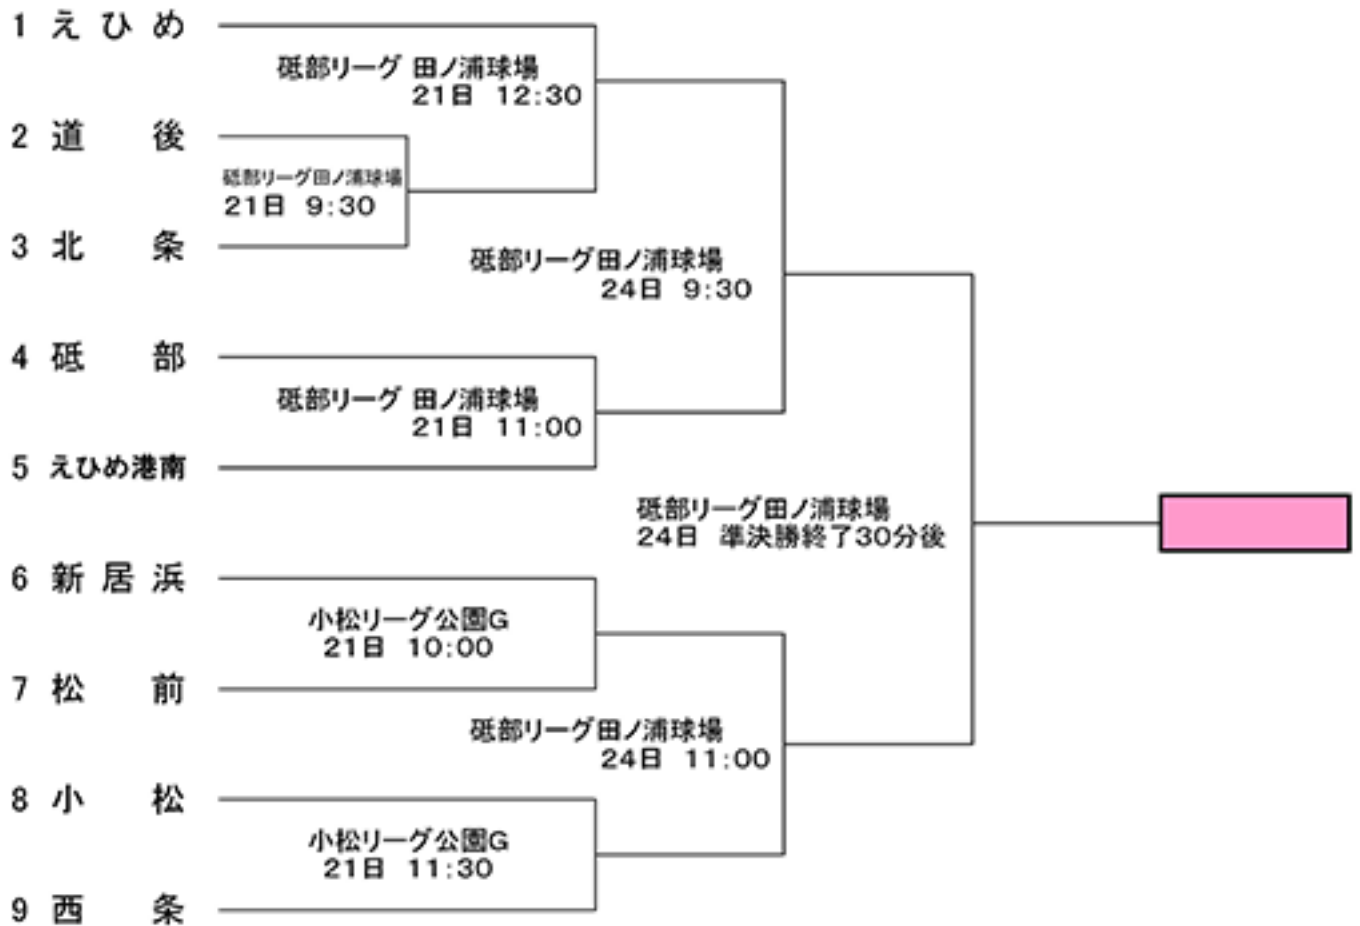 1 えひめ
砥部リーグ 田ノ浦球場
21日 12:30
2 道後
砥部リーグ田ノ浦球場
21日 9:30
3 北条
砥部リーグ田ノ浦球場
24日 9:30
4 砥部
砥部リーグ 田ノ浦球場
21日 11:00
5 えひめ港南
砥部リーグ田ノ浦球場
24日 準決勝終了30分後
6 新居浜
小松リーグ公園G
21日 10:00
7 松前
砥部リーグ田ノ浦球場
24日 11:00
8 小松
小松リーグ公園G
21日 11:30
9 西条